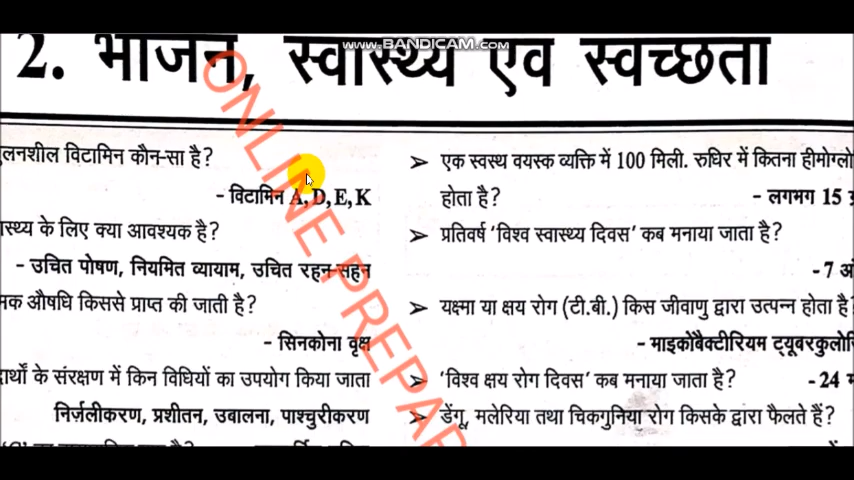 www.BANDICAM.com
2. भोजन, स्वास्थ्य एवं स्वच्छता
ONLINE PREPAR
लनशील विटामिन कौन-सा है?
- विटामिन A, D, E, K
स्थ्य के लिए क्या आवश्यक है?
- उचित पोषण, नियमित व्यायाम, उचित रहन-सहन
मक औषधि किससे प्राप्त की जाती है?
- सिनकोना वृक्ष
दार्थों के संरक्षण में किन विधियों का उपयोग किया जाता
निर्ज़लीकरण, प्रशीतन, उबालना, पाश्चुरीकरण
➢ एक स्वस्थ वयस्क व्यक्ति में 100 मिली. रुधिर में कितना हीमोग्लो
होता है?
- लगभग 15 ग्र
➢ प्रतिवर्ष 'विश्व स्वास्थ्य दिवस' कब मनाया जाता है?
- 7 अ
➢ यक्ष्मा या क्षय रोग (टी.बी.) किस जीवाणु द्वारा उत्पन्न होता है?
- माइकोबैक्टीरियम ट्यूबरकुलोसि
➢ 'विश्व क्षय रोग दिवस' कब मनाया जाता है?
- 24 म
➢ डेंगू, मलेरिया तथा चिकगुनिया रोग किसके द्वारा फैलते हैं?